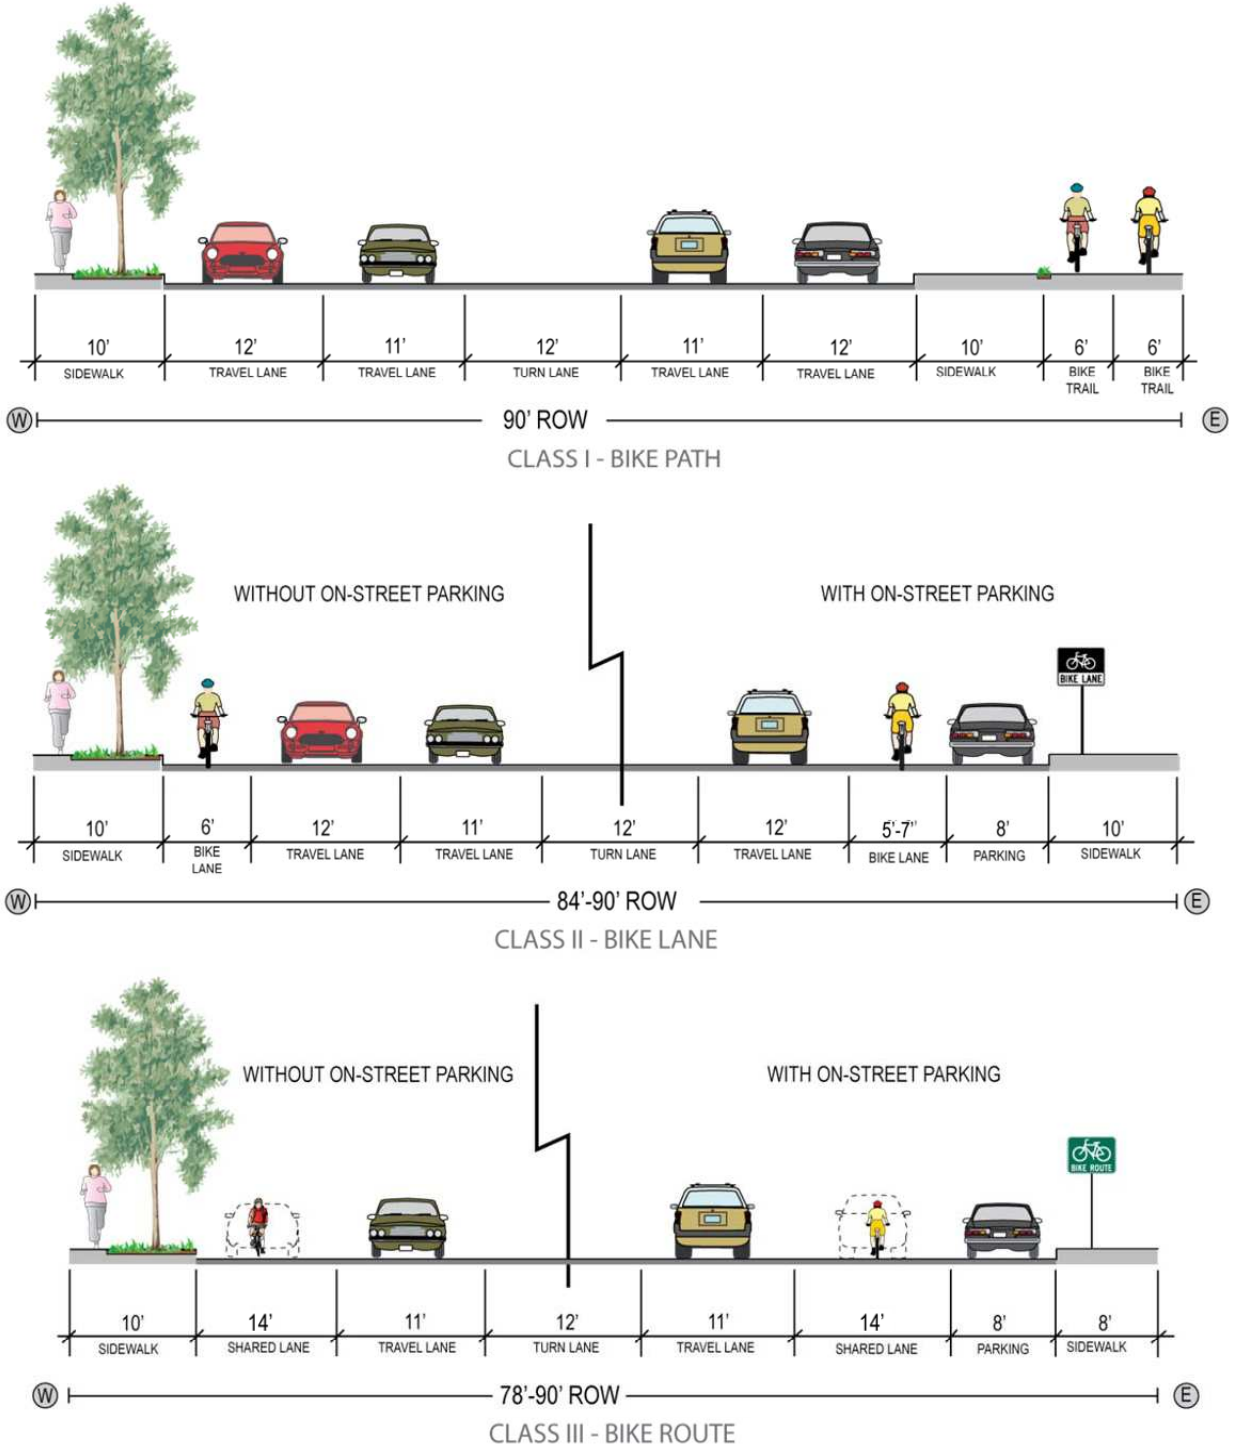 10' 12' 11' 12' 11' 12' 10' 6' 6'
SIDEWALK TRAVEL LANE TRAVEL LANE TURN LANE TRAVEL LANE TRAVEL LANE SIDEWALK BIKE BIKE
TRAIL TRAIL
W 90' ROW E
CLASS I - BIKE PATH
WITHOUT ON-STREET PARKING WITH ON-STREET PARKING
BIKE LANE
10' 6' 12' 11' 12' 12' 5'-7' 8' 10'
SIDEWALK BIKE TRAVEL LANE TRAVEL LANE TURN LANE TRAVEL LANE BIKE LANE PARKING SIDEWALK
LANE
W 84'-90' ROW E
CLASS II - BIKE LANE
WITHOUT ON-STREET PARKING WITH ON-STREET PARKING
BIKE ROUTE
10' 14' 11' 12' 11' 14' 8' 8'
SIDEWALK SHARED LANE TRAVEL LANE TURN LANE TRAVEL LANE SHARED LANE PARKING SIDEWALK
W 78'-90' ROW E
CLASS III - BIKE ROUTE